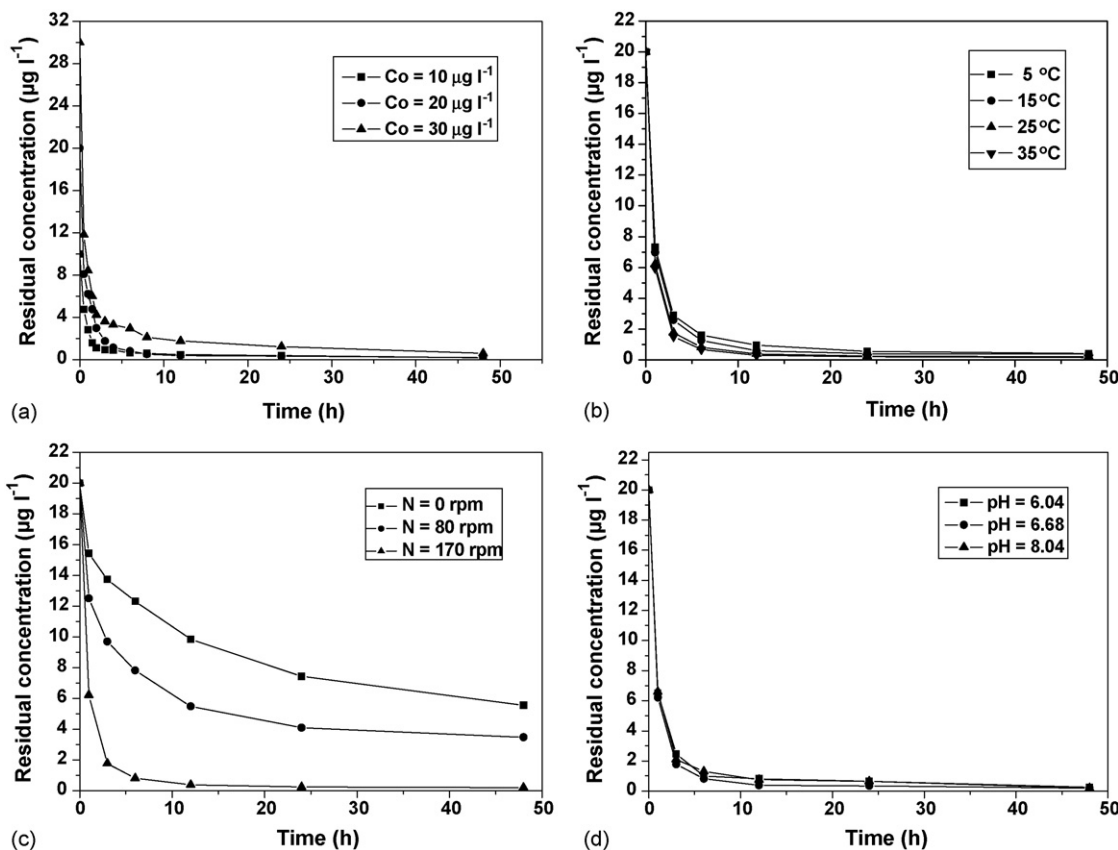 32
28
24
20
16
12
8
4
0
Residual concentration (µg l⁻¹)
Co = 10 µg l⁻¹
Co = 20 µg l⁻¹
Co = 30 µg l⁻¹
0 10 20 30 40 50
Time (h)
(a)
22
20
18
16
14
12
10
8
6
4
2
0
Residual concentration (µg l⁻¹)
5 ºC
15ºC
25ºC
35ºC
0 10 20 30 40 50
Time (h)
(b)
22
20
18
16
14
12
10
8
6
4
2
0
Residual concentration (µg l⁻¹)
N = 0 rpm
N = 80 rpm
N = 170 rpm
0 5 10 15 20 25 30 35 40 45 50
Time (h)
(c)
22
20
18
16
14
12
10
8
6
4
2
0
Residual concentration (µg l⁻¹)
pH = 6.04
pH = 6.68
pH = 8.04
0 10 20 30 40 50
Time (h)
(d)